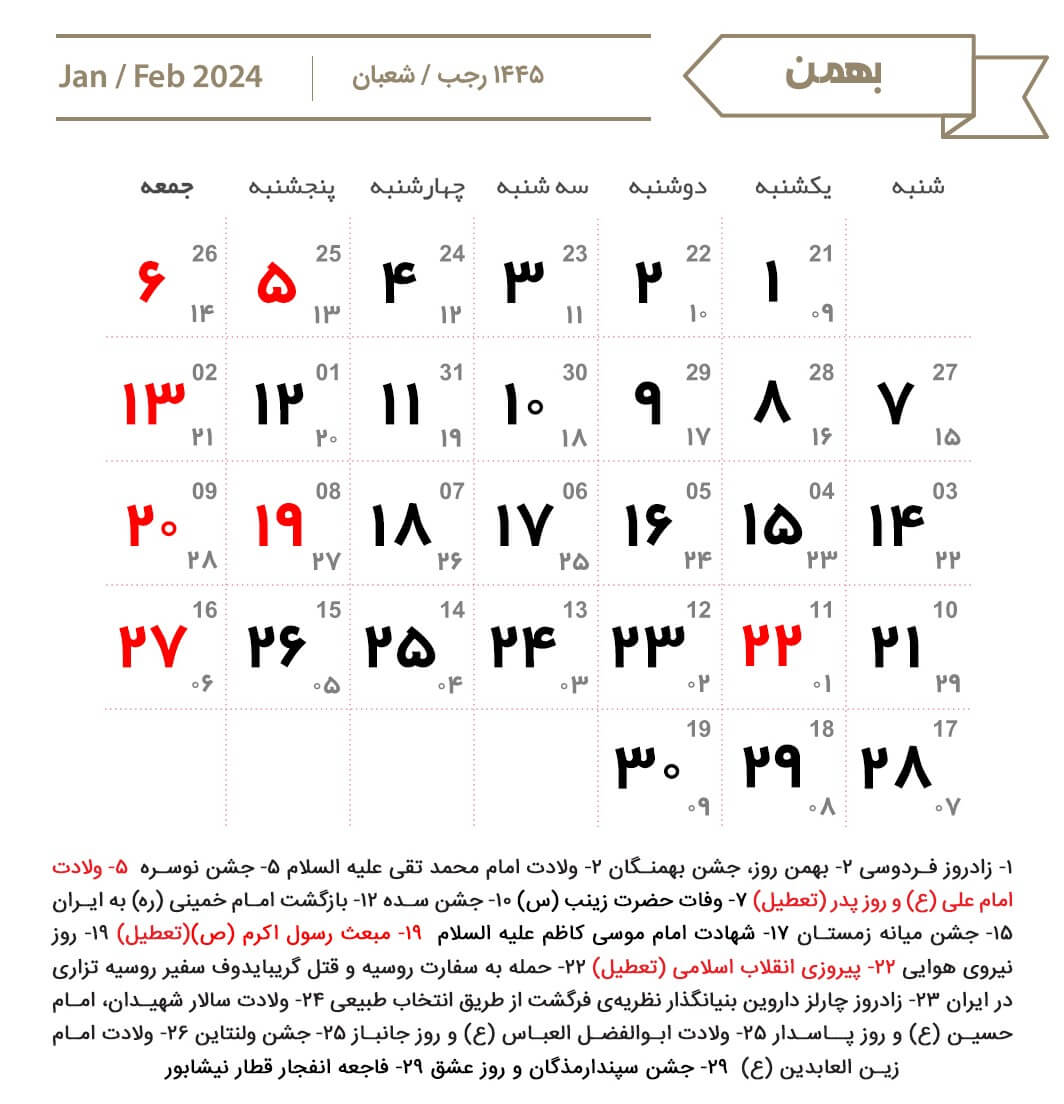 بهمن
۱۴۴۵ رجب / شعبان
Jan / Feb 2024
شنبه یکشنبه دوشنبه سه شنبه چهارشنبه پنجشنبه جمعه
21 22 23 24 25 26
۱ ۲ ۳ ۴ ۵ ۶
۰۹ ۱۰ ۱۱ ۱۲ ۱۳ ۱۴
27 28 29 30 31 01 02
۷ ۸ ۹ ۱۰ ۱۱ ۱۲ ۱۳
۱۵ ۱۶ ۱۷ ۱۸ ۱۹ ۲۰ ۲۱
03 04 05 06 07 08 09
۱۴ ۱۵ ۱۶ ۱۷ ۱۸ ۱۹ ۲۰
۲۲ ۲۳ ۲۴ ۲۵ ۲۶ ۲۷ ۲۸
10 11 12 13 14 15 16
۲۱ ۲۲ ۲۳ ۲۴ ۲۵ ۲۶ ۲۷
۲۹ ۰۱ ۰۲ ۰۳ ۰۴ ۰۵ ۰۶
17 18 19
۲۸ ۲۹ ۳۰
۰۷ ۰۸ ۰۹
۱- زادروز فردوسی ۲- بهمن روز، جشن بهمنگان ۲- ولادت امام محمد تقی علیه السلام ۵- جشن نوسره ۵- ولادت
امام علی (ع) و روز پدر (تعطیل) ۷- وفات حضرت زینب (س) ۱۰- جشن سده ۱۲- بازگشت امام خمینی (ره) به ایران
۱۵- جشن میانه زمستان ۱۷- شهادت امام موسی کاظم علیه السلام ۱۹- مبعث رسول اکرم (ص)(تعطیل) ۱۹- روز
نیروی هوایی ۲۲- پیروزی انقلاب اسلامی (تعطیل) ۲۲- حمله به سفارت روسیه و قتل گریبایدوف سفیر روسیه تزاری
در ایران ۲۳- زادروز چارلز داروین بنیانگذار نظریه‌ی فرگشت از طریق انتخاب طبیعی ۲۴- ولادت سالار شهیدان، امام
حسین (ع) و روز پاسدار ۲۵- ولادت ابوالفضل العباس (ع) و روز جانباز ۲۵- جشن ولنتاین ۲۶- ولادت امام
زین العابدین (ع) ۲۹- جشن سپندارمذگان و روز عشق ۲۹- فاجعه انفجار قطار نیشابور